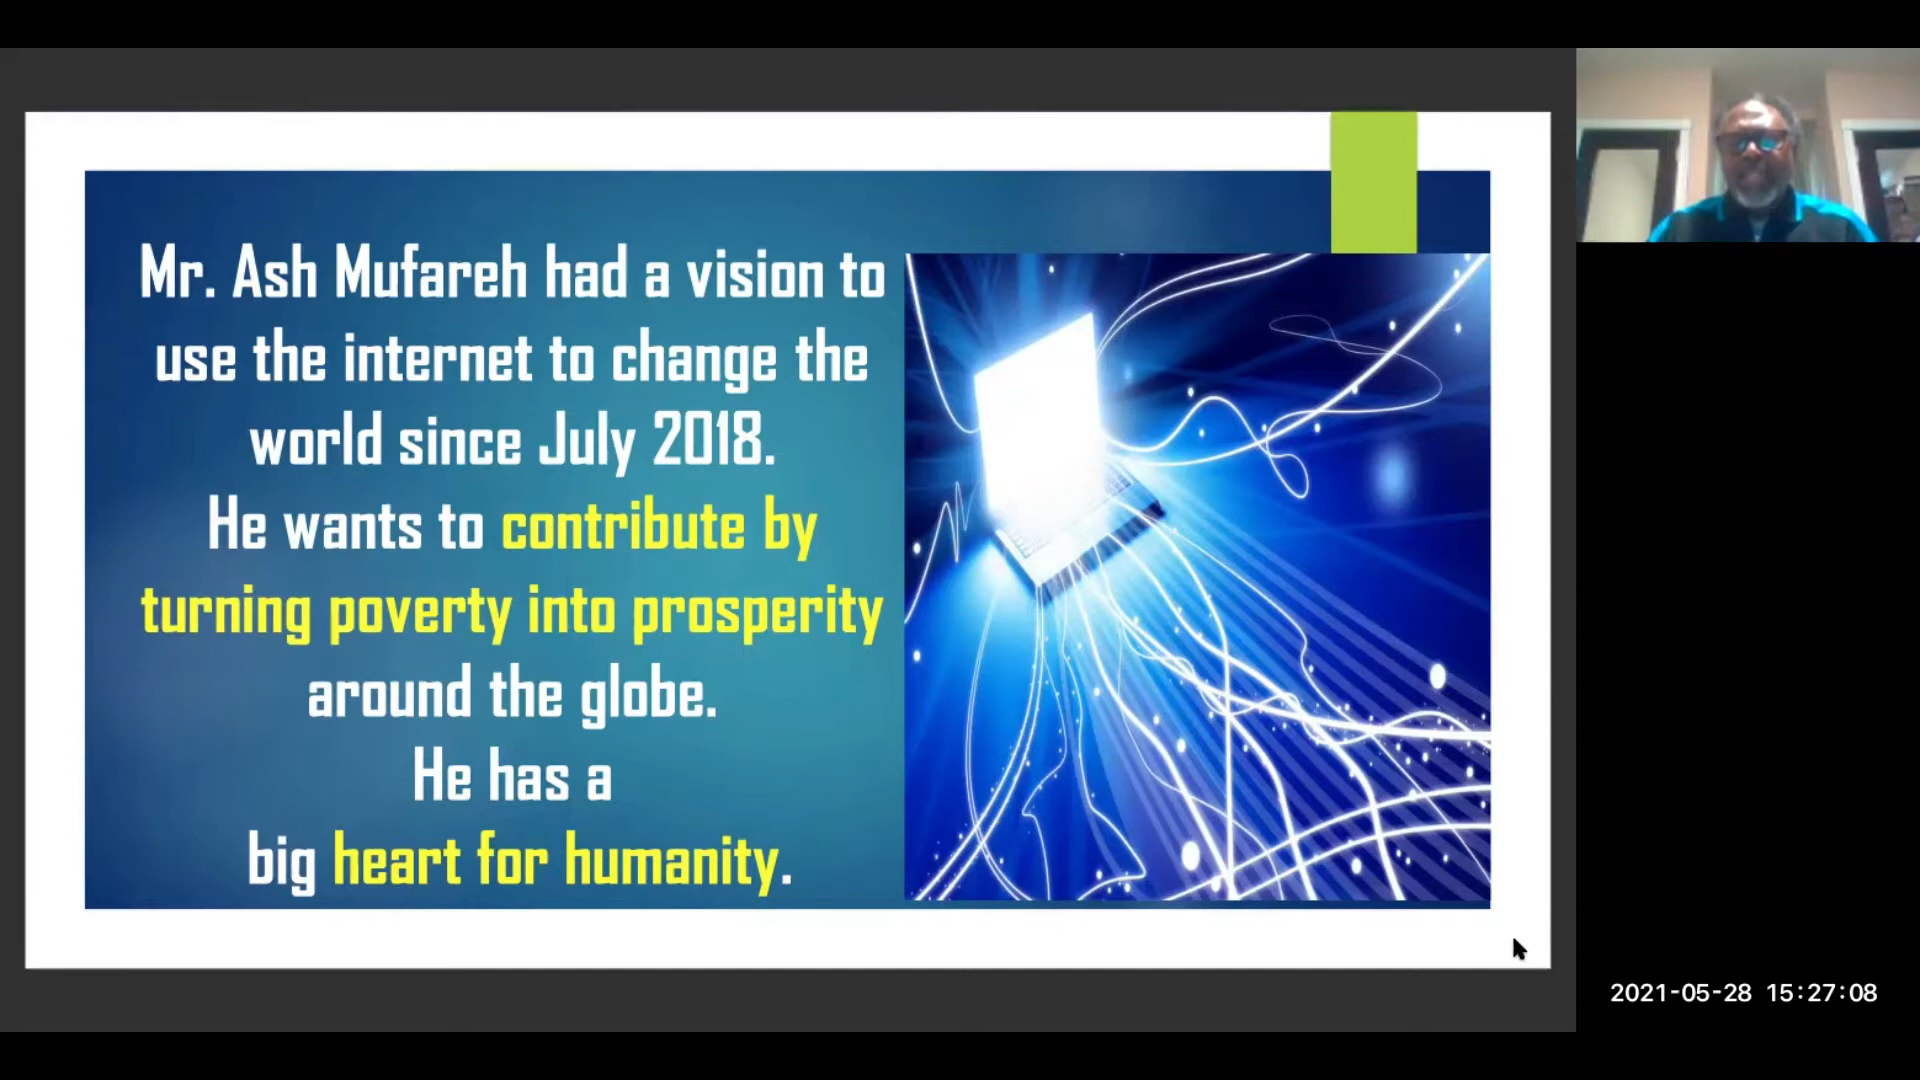 Mr. Ash Mufareh had a vision to
use the internet to change the
world since July 2018.
He wants to contribute by
turning poverty into prosperity
around the globe.
He has a
big heart for humanity.
2021-05-28 15:27:08